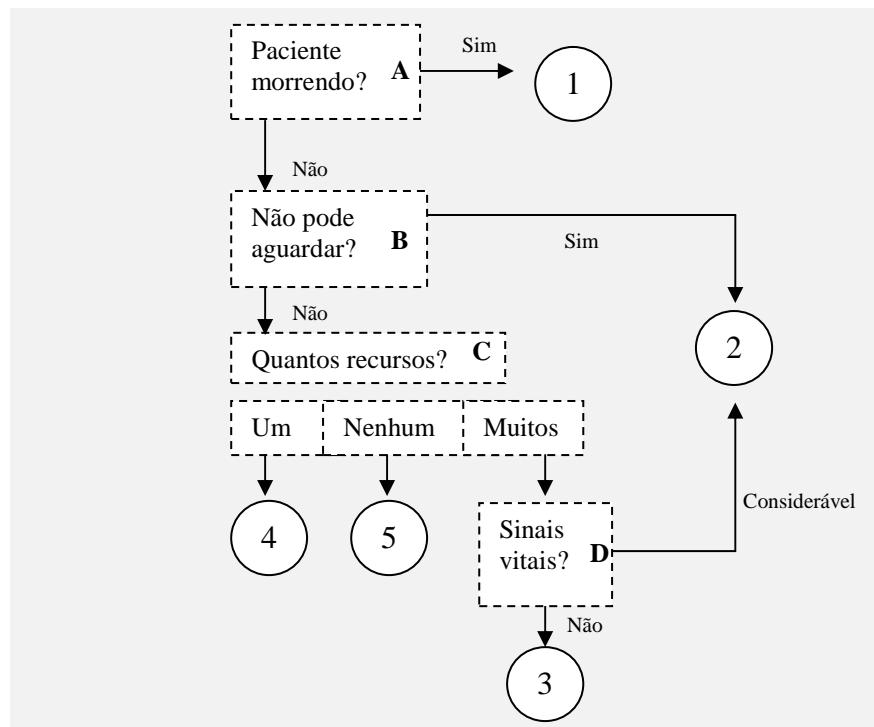 Paciente
morrendo?
A
Sim
1
Não
Não pode
aguardar?
B
Sim
2
Não
Quantos recursos?
C
Um
Nenhum
Muitos
4
5
Sinais
vitais?
D
Considerável
Não
3